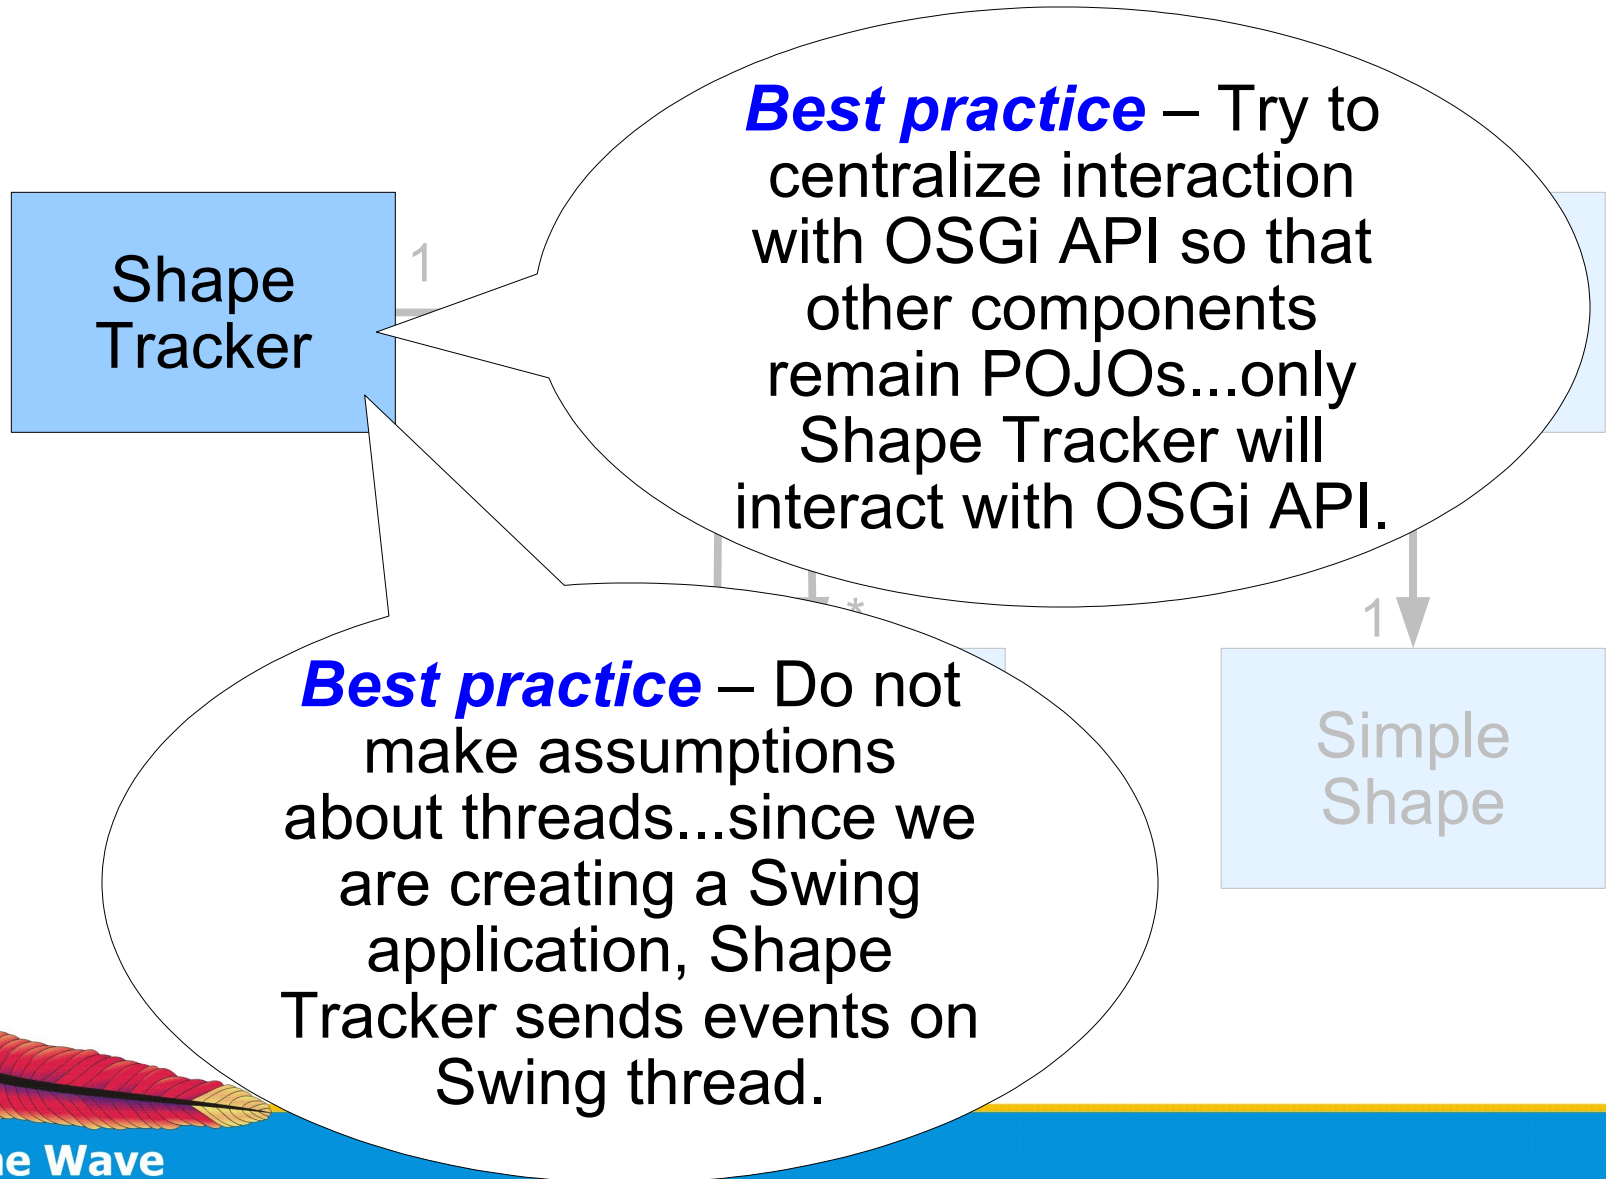 Best practice – Try to
centralize interaction
with OSGi API so that
other components
remain POJOs...only
Shape Tracker will
interact with OSGi API.
Shape
Tracker
1
*
1
Best practice – Do not
make assumptions
about threads...since we
are creating a Swing
application, Shape
Tracker sends events on
Swing thread.
Simple
Shape
e Wave